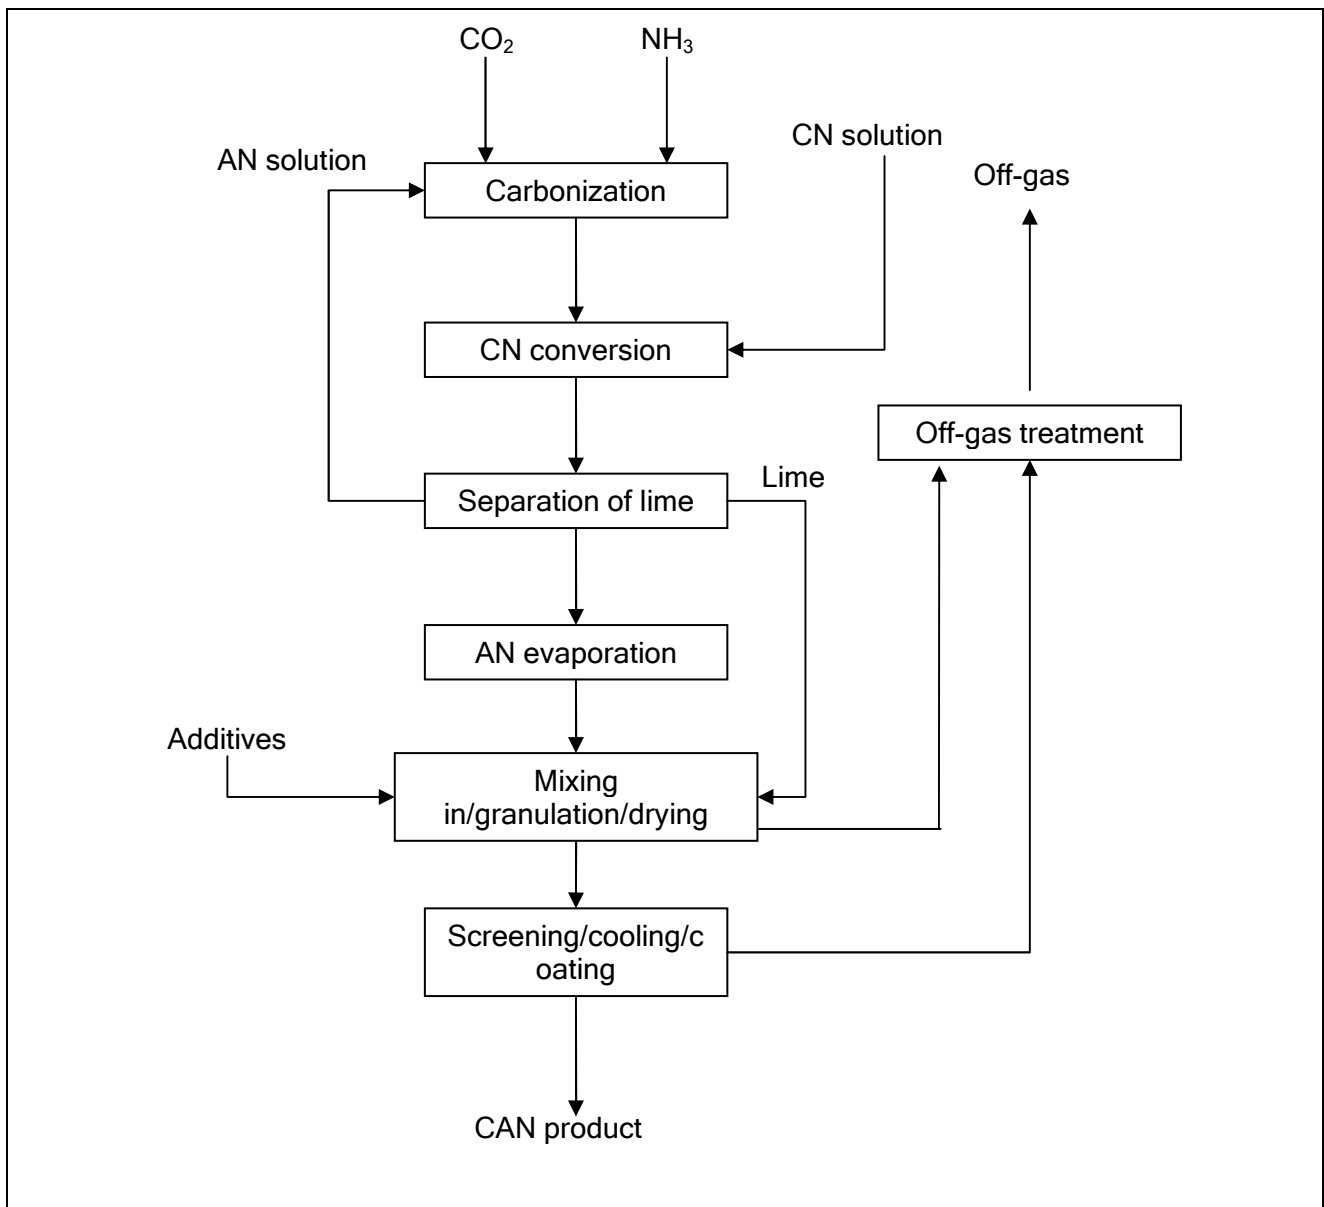 CO₂
NH₃
CN solution
AN solution
Off-gas
Carbonization
CN conversion
Off-gas treatment
Lime
Separation of lime
AN evaporation
Additives
Mixing
in/granulation/drying
Screening/cooling/c
oating
CAN product